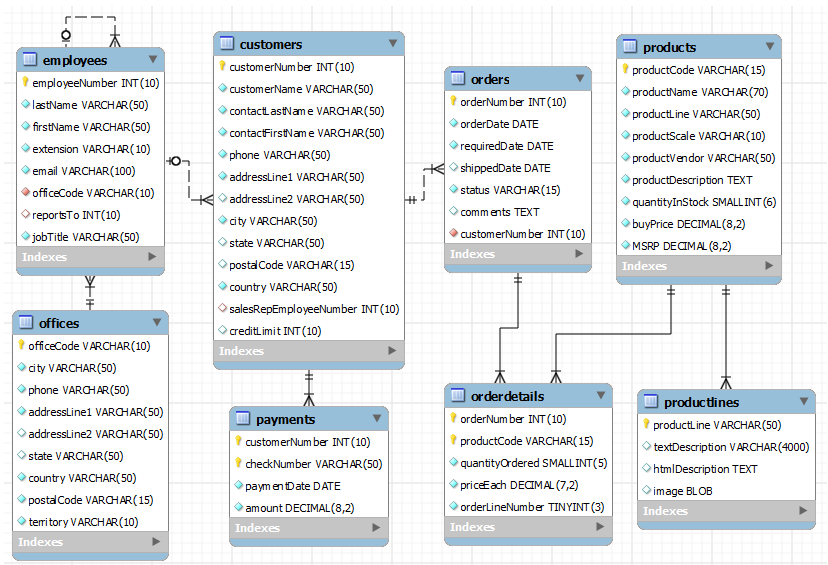 employees
employeeNumber INT(10)
lastName VARCHAR(50)
firstName VARCHAR(50)
extension VARCHAR(10)
email VARCHAR(100)
officeCode VARCHAR(10)
reportsTo INT(10)
jobTitle VARCHAR(50)
Indexes
offices
officeCode VARCHAR(10)
city VARCHAR(50)
phone VARCHAR(50)
addressLine1 VARCHAR(50)
addressLine2 VARCHAR(50)
state VARCHAR(50)
country VARCHAR(50)
postalCode VARCHAR(15)
territory VARCHAR(10)
Indexes
customers
customerNumber INT(10)
customerName VARCHAR(50)
contactLastName VARCHAR(50)
contactFirstName VARCHAR(50)
phone VARCHAR(50)
addressLine1 VARCHAR(50)
addressLine2 VARCHAR(50)
city VARCHAR(50)
state VARCHAR(50)
postalCode VARCHAR(15)
country VARCHAR(50)
salesRepEmployeeNumber INT(10)
creditLimit INT(10)
Indexes
payments
customerNumber INT(10)
checkNumber VARCHAR(50)
paymentDate DATE
amount DECIMAL(8,2)
Indexes
orders
orderNumber INT(10)
orderDate DATE
requiredDate DATE
shippedDate DATE
status VARCHAR(15)
comments TEXT
customerNumber INT(10)
Indexes
orderdetails
orderNumber INT(10)
productCode VARCHAR(15)
quantityOrdered SMALLINT(5)
priceEach DECIMAL(7,2)
orderLineNumber TINYINT(3)
Indexes
products
productCode VARCHAR(15)
productName VARCHAR(70)
productLine VARCHAR(50)
productScale VARCHAR(10)
productVendor VARCHAR(50)
productDescription TEXT
quantityInStock SMALLINT(6)
buyPrice DECIMAL(8,2)
MSRP DECIMAL(8,2)
Indexes
productlines
productLine VARCHAR(50)
textDescription VARCHAR(4000)
htmlDescription TEXT
image BLOB
Indexes